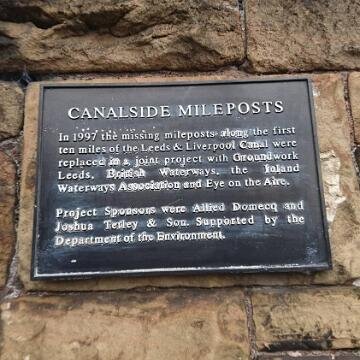 CANALSIDE MILEPOSTS
In 1997 the missing mileposts along the first
ten miles of the Leeds & Liverpool Canal were
replaced in a joint project with Groundwork
Leeds, British Waterways, the Inland
Waterways Association and Eye on the Aire.
Project Sponsors were Allied Domecq and
Joshua Tetley & Son. Supported by the
Department of the Environment.